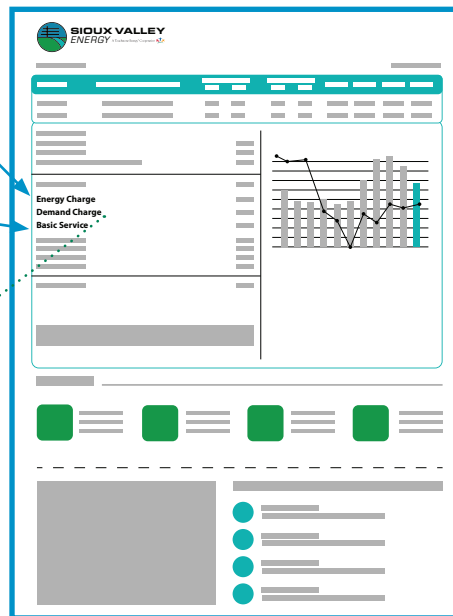 SIOUX VALLEY
ENERGY
Energy Charge
Demand Charge
Basic Service